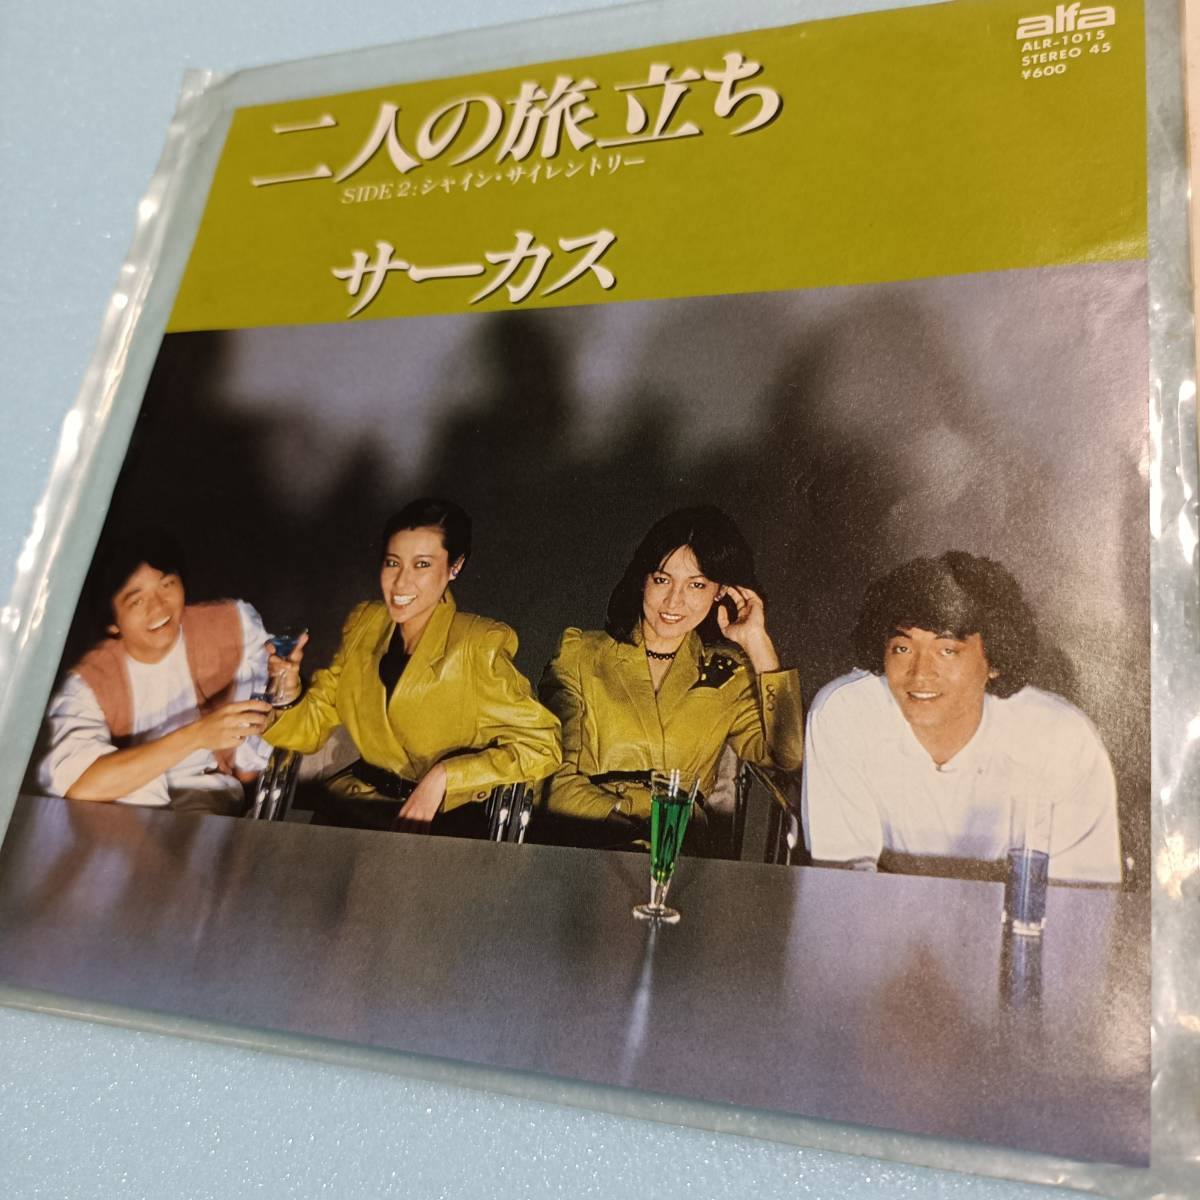 alfa
ALR-1015
STEREO 45
¥600
二人の旅立ち
SIDE 2:シャイン・サイレントリー
サーカス